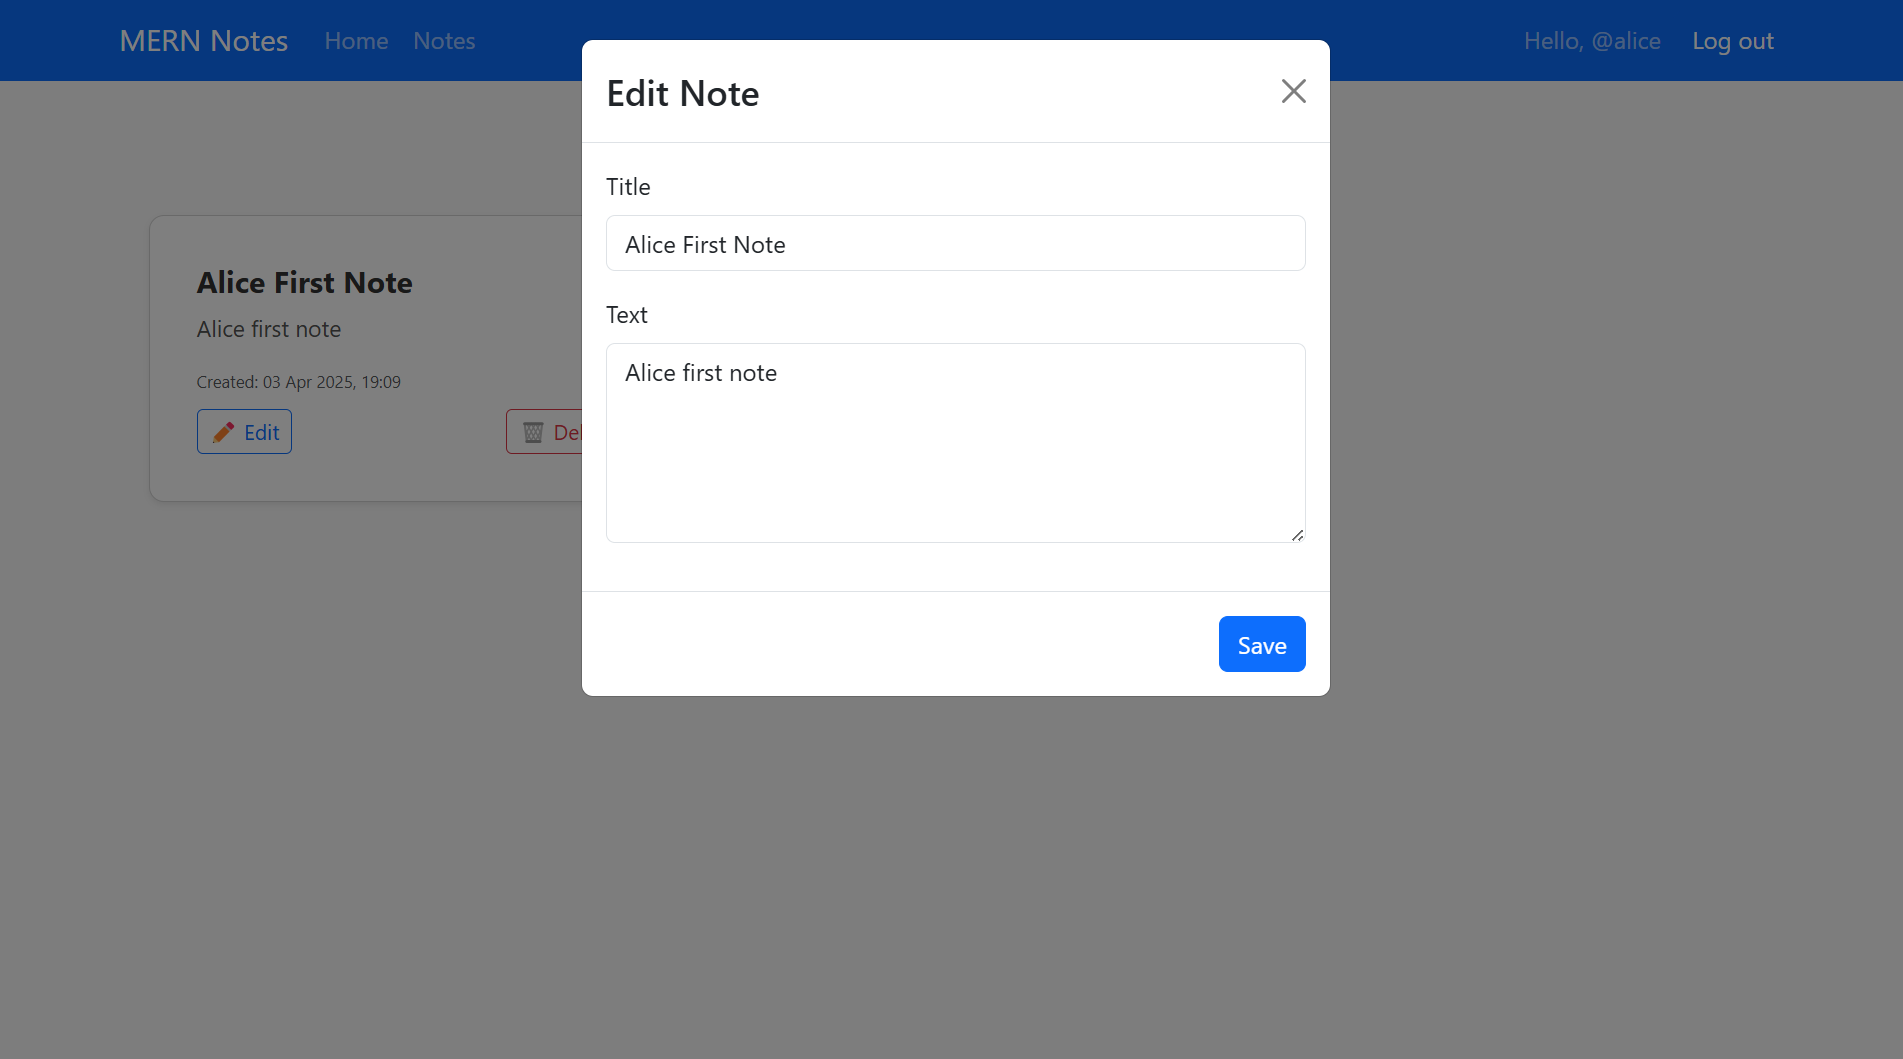 MERN Notes Home Notes Hello, @alice Log out
Edit Note
Title
Alice First Note
Text
Alice first note
Save
Alice First Note
Alice first note
Created: 03 Apr 2025, 19:09
Edit